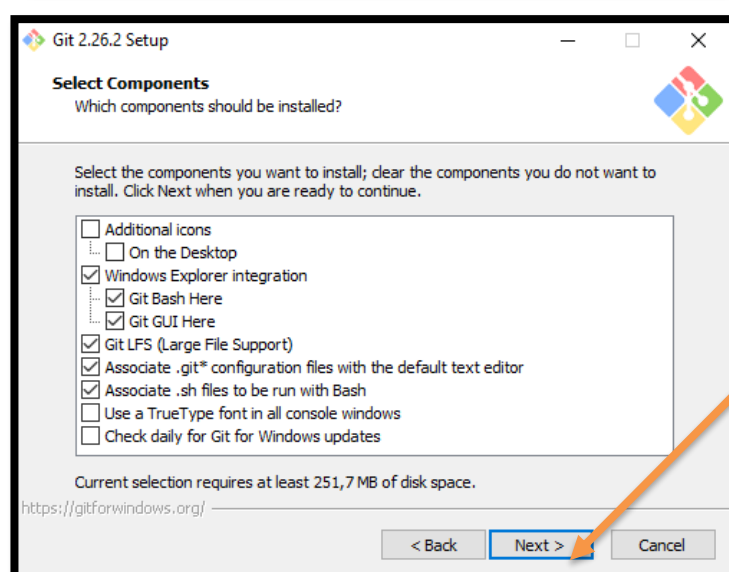 Git 2.26.2 Setup
Select Components
Which components should be installed?
Select the components you want to install; clear the components you do not want to
install. Click Next when you are ready to continue.
Additional icons
On the Desktop
Windows Explorer integration
Git Bash Here
Git GUI Here
Git LFS (Large File Support)
Associate .git* configuration files with the default text editor
Associate .sh files to be run with Bash
Use a TrueType font in all console windows
Check daily for Git for Windows updates
Current selection requires at least 251,7 MB of disk space.
https://gitforwindows.org/
< Back Next > Cancel